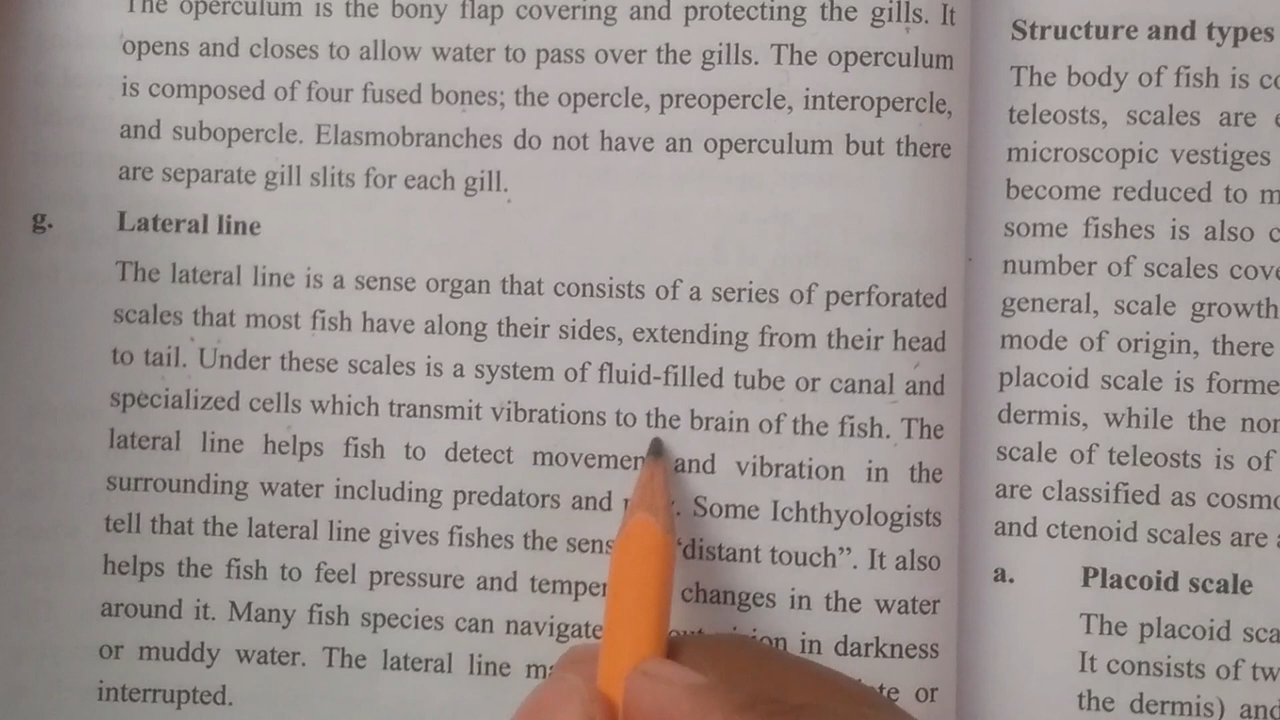 The operculum is the bony flap covering and protecting the gills. It
opens and closes to allow water to pass over the gills. The operculum
is composed of four fused bones; the opercle, preopercle, interopercle,
and subopercle. Elasmobranches do not have an operculum but there
are separate gill slits for each gill.
g. Lateral line
The lateral line is a sense organ that consists of a series of perforated
scales that most fish have along their sides, extending from their head
to tail. Under these scales is a system of fluid-filled tube or canal and
specialized cells which transmit vibrations to the brain of the fish. The
lateral line helps fish to detect movement and vibration in the
surrounding water including predators and . Some Ichthyologists
tell that the lateral line gives fishes the sens "distant touch". It also
helps the fish to feel pressure and temper changes in the water
around it. Many fish species can navigate in darkness
or muddy water. The lateral line or
interrupted.
Structure and types
The body of fish is
teleosts, scales are
microscopic vestiges
become reduced to
some fishes is also
number of scales
general, scale growth
mode of origin, there
placoid scale is
dermis, while the
scale of teleosts is of
are classified as
and ctenoid scales are
a. Placoid scale
The placoid
It consists of
the dermis) and